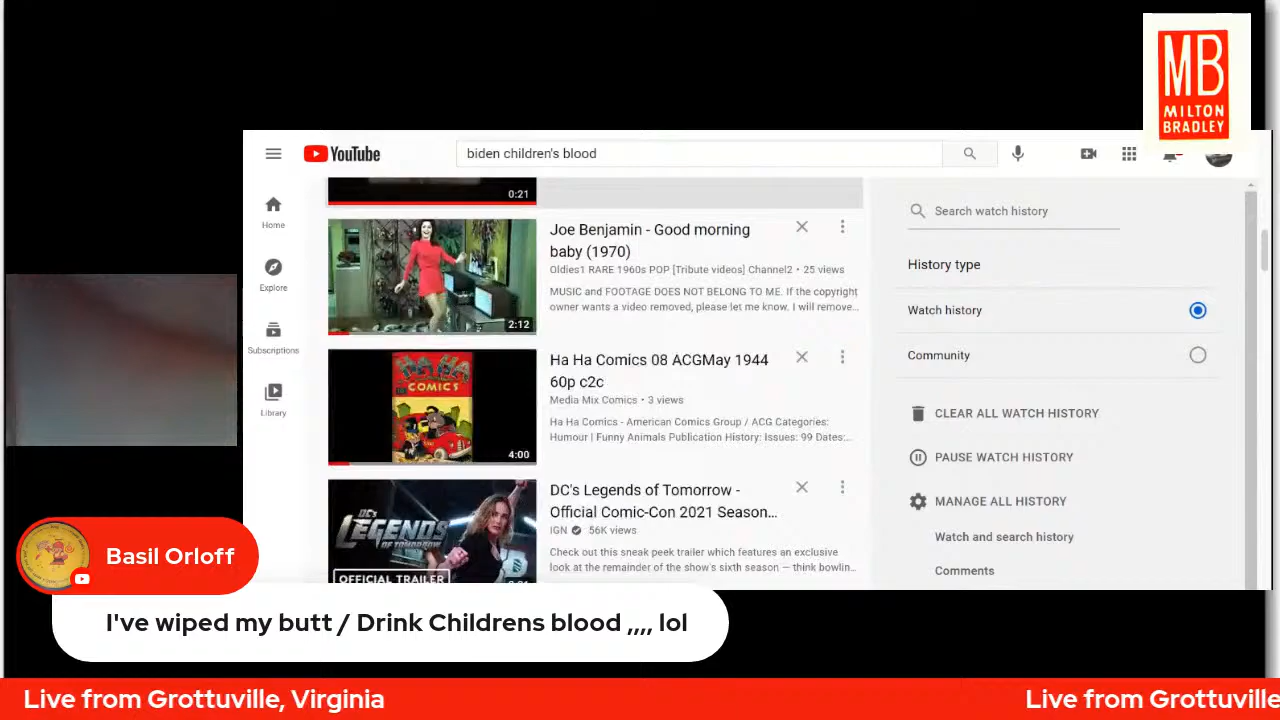 MB
MILTON
BRADLEY
YouTube
biden children's blood
Home
Explore
Subscriptions
Library
0:21
Joe Benjamin - Good morning
baby (1970)
Oldies1 RARE 1960s POP [Tribute videos] Channel2 • 25 views
MUSIC and FOOTAGE DOES NOT BELONG TO ME. If the copyright
owner wants a video removed, please let me know. I will remove...
2:12
Ha Ha Comics 08 ACGMay 1944
60p c2c
Media Mix Comics • 3 views
Ha Ha Comics - American Comics Group / ACG Categories:
Humour | Funny Animals Publication History: Issues: 99 Dates:...
HA HA
COMICS
4:00
DC's Legends of Tomorrow -
Official Comic-Con 2021 Season...
IGN 56K views
Check out this sneak peek trailer which features an exclusive
look at the remainder of the show's sixth season — think bowlin...
DC'S
LEGENDS
OF TOMORROW
OFFICIAL TRAILER
Search watch history
History type
Watch history
Community
CLEAR ALL WATCH HISTORY
PAUSE WATCH HISTORY
MANAGE ALL HISTORY
Watch and search history
Comments
Basil Orloff
I've wiped my butt / Drink Childrens blood ,,,, lol
Live from Grottuville, Virginia
Live from Grottuville